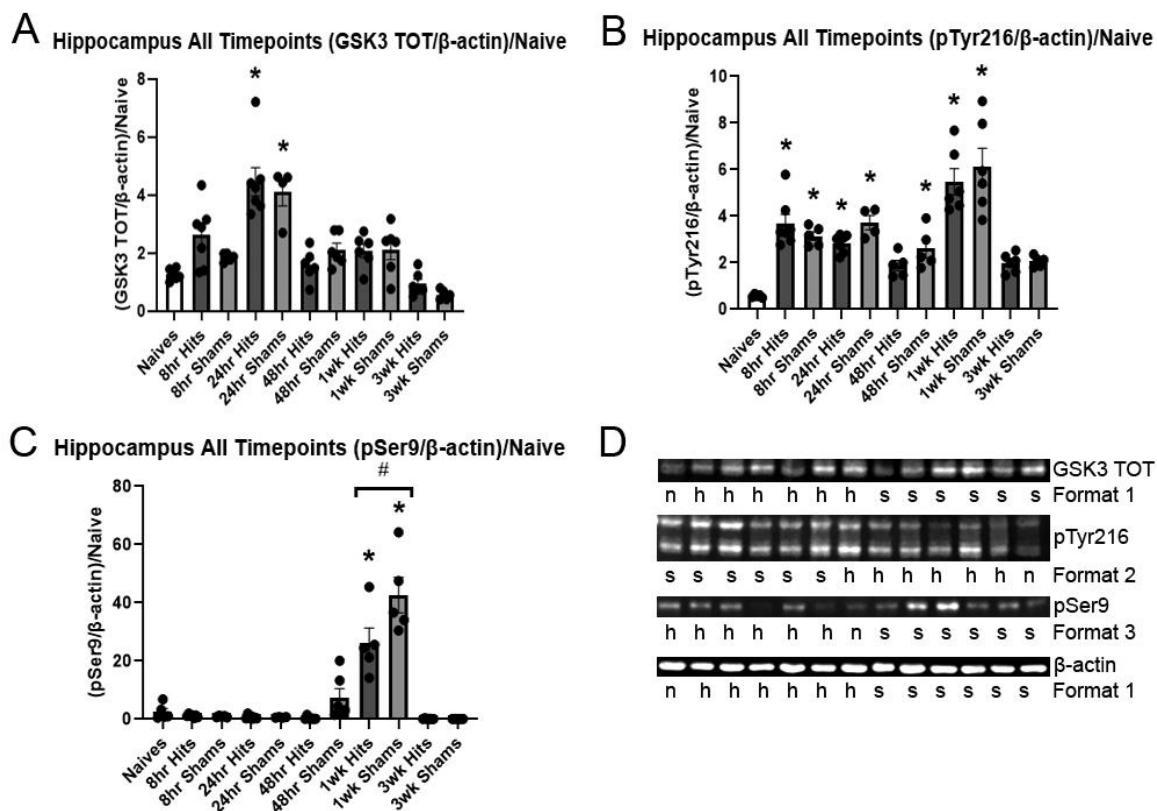 A Hippocampus All Timepoints (GSK3 TOT/β-actin)/Naive
(GSK3 TOT/β-actin)/Naive
8
6
4
2
0
*
*
Naives
8hr Hits
8hr Shams
24hr Hits
24hr Shams
48hr Hits
48hr Shams
1wk Hits
1wk Shams
3wk Hits
3wk Shams
B Hippocampus All Timepoints (pTyr216/β-actin)/Naive
(pTyr216/β-actin)/Naive
10
8
6
4
2
0
*
*
*
*
*
*
*
Naives
8hr Hits
8hr Shams
24hr Hits
24hr Shams
48hr Hits
48hr Shams
1wk Hits
1wk Shams
3wk Hits
3wk Shams
C Hippocampus All Timepoints (pSer9/β-actin)/Naive
(pSer9/β-actin)/Naive
80
60
40
20
0
#
*
*
Naives
8hr Hits
8hr Shams
24hr Hits
24hr Shams
48hr Hits
48hr Shams
1wk Hits
1wk Shams
3wk Hits
3wk Shams
D
GSK3 TOT
n h h h h h h s s s s s s Format 1
pTyr216
s s s s s s h h h h h h n Format 2
pSer9
h h h h h h n s s s s s s Format 3
β-actin
n h h h h h h s s s s s s Format 1